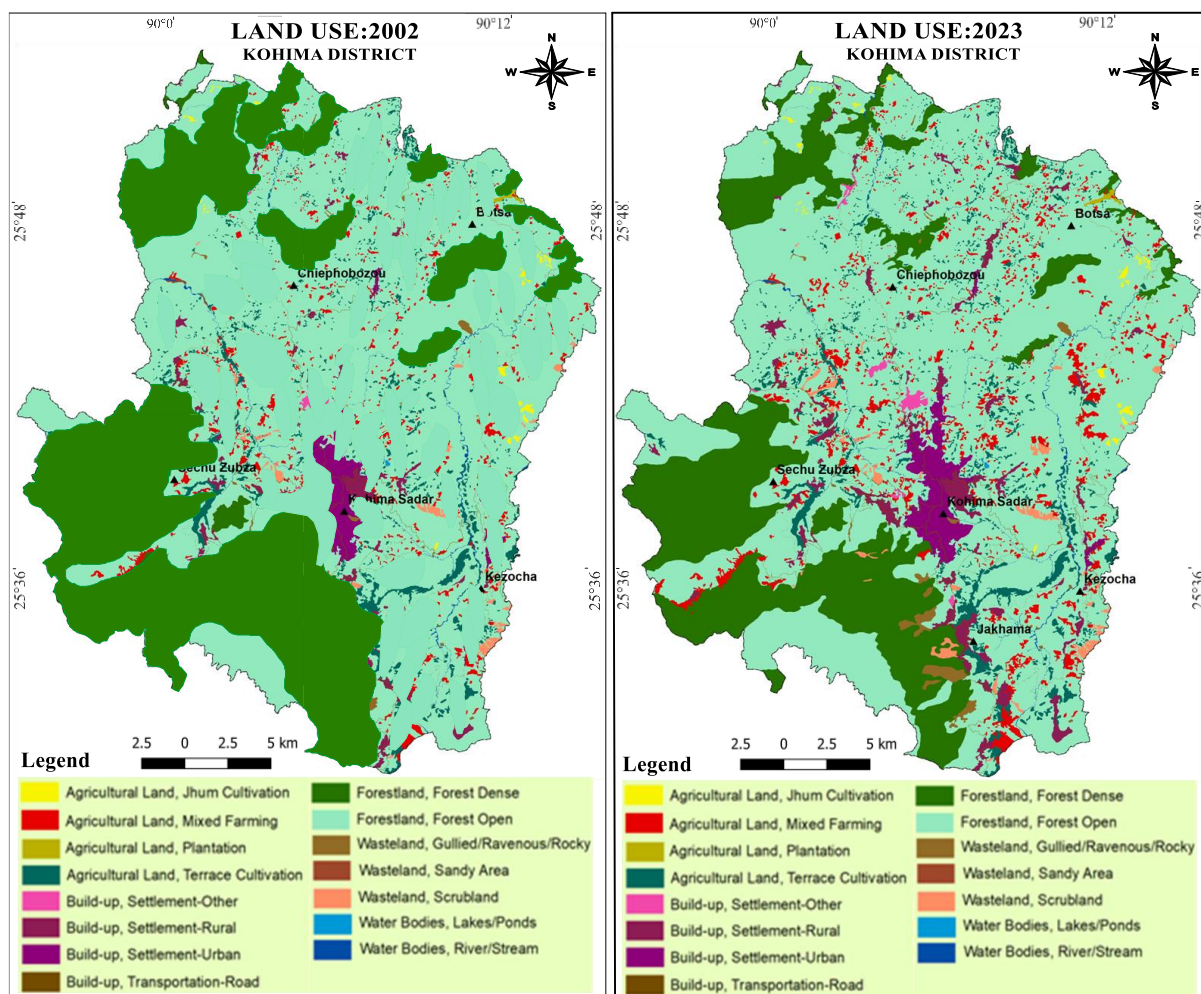 LAND USE:2002
KOHIMA DISTRICT
90°0'
90°12'
N
W E
S
25°48'
25°48'
25°36'
25°36'
Botsa
Chiephobozou
Sechu Zubza
Kohima Sadar
Kezocha
2.5 0 2.5 5 km
Legend
Agricultural Land, Jhum Cultivation
Agricultural Land, Mixed Farming
Agricultural Land, Plantation
Agricultural Land, Terrace Cultivation
Build-up, Settlement-Other
Build-up, Settlement-Rural
Build-up, Settlement-Urban
Build-up, Transportation-Road
Forestland, Forest Dense
Forestland, Forest Open
Wasteland, Gullied/Ravenous/Rocky
Wasteland, Sandy Area
Wasteland, Scrubland
Water Bodies, Lakes/Ponds
Water Bodies, River/Stream
LAND USE:2023
KOHIMA DISTRICT
90°0'
90°12'
N
W E
S
25°48'
25°36'
Botsa
Chiephobozou
Sechu Zubza
Kohima Sadar
Kezocha
Jakhama
2.5 0 2.5 5 km
Legend
Agricultural Land, Jhum Cultivation
Agricultural Land, Mixed Farming
Agricultural Land, Plantation
Agricultural Land, Terrace Cultivation
Build-up, Settlement-Other
Build-up, Settlement-Rural
Build-up, Settlement-Urban
Build-up, Transportation-Road
Forestland, Forest Dense
Forestland, Forest Open
Wasteland, Gullied/Ravenous/Rocky
Wasteland, Sandy Area
Wasteland, Scrubland
Water Bodies, Lakes/Ponds
Water Bodies, River/Stream